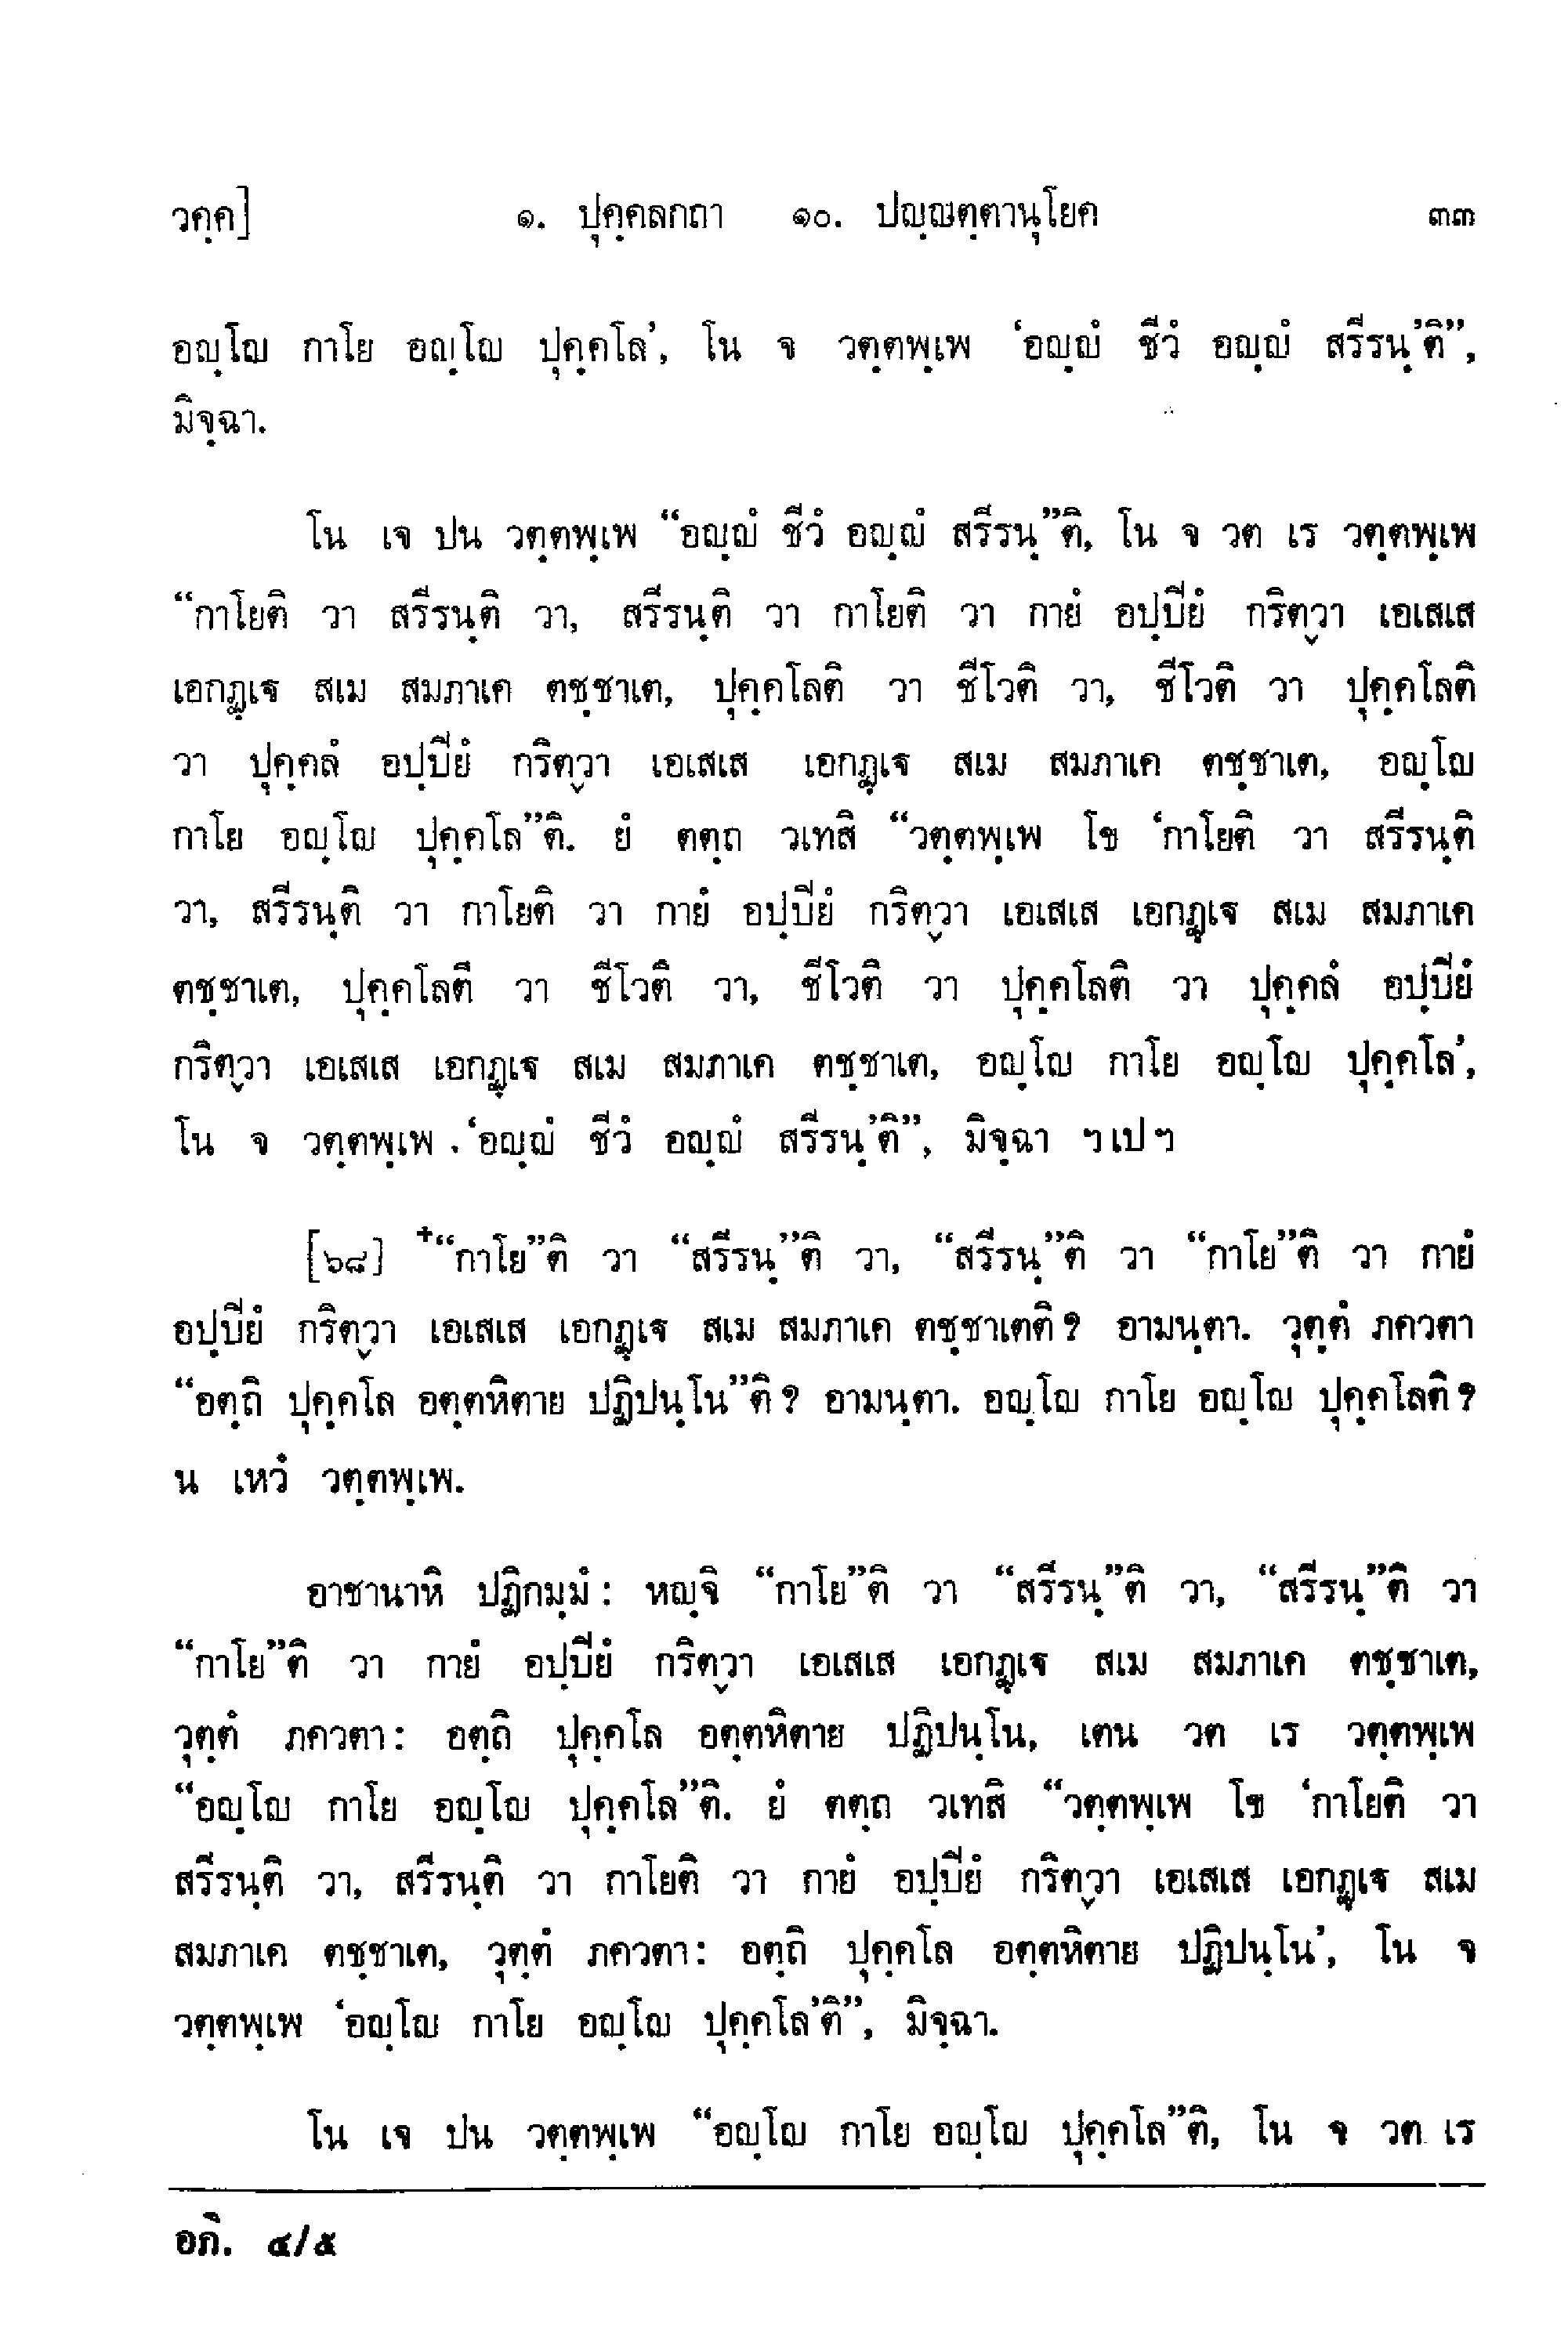 วคฺค]
๑. ปุคฺคลกถา ๑๐. ปญฺญตฺตานุโยค
๓๓
อญฺโญ กาโย อญฺโญ ปุคฺคโล’, โน จ วตฺตพฺเพ ‘อญฺญํ ชีวํ อญฺญํ สรีรนฺ’ติ”,
มิจฺฉา.
โน เจ ปน วตฺตพฺเพ “อญฺญํ ชีวํ อญฺญํ สรีรนฺ”ติ, โน จ วต เร วตฺตพฺเพ
“กาโยติ วา สรีรนฺติ วา, สรีรนฺติ วา กาโยติ วา กายํ อปฺปิยํ กริตฺวา เอเสเส
เอกฏฺเฐ สเม สมภาเค ตชฺชาเต, ปุคฺคโลติ วา ชีโวติ วา, ชีโวติ วา ปุคฺคโลติ
วา ปุคฺคลํ อปฺปิยํ กริตฺวา เอเสเส เอกฏฺเฐ สเม สมภาเค ตชฺชาเต, อญฺโญ
กาโย อญฺโญ ปุคฺคโล”ติ. ยํ ตตฺถ วเทสิ “วตฺตพฺเพ โข ‘กาโยติ วา สรีรนฺติ
วา, สรีรนฺติ วา กาโยติ วา กายํ อปฺปิยํ กริตฺวา เอเสเส เอกฏฺเฐ สเม สมภาเค
ตชฺชาเต, ปุคฺคโลติ วา ชีโวติ วา, ชีโวติ วา ปุคฺคโลติ วา ปุคฺคลํ อปฺปิยํ
กริตฺวา เอเสเส เอกฏฺเฐ สเม สมภาเค ตชฺชาเต, อญฺโญ กาโย อญฺโญ ปุคฺคโล’,
โน จ วตฺตพฺเพ ‘อญฺญํ ชีวํ อญฺญํ สรีรนฺ’ติ”, มิจฺฉา ฯเปฯ
[๖๘] +“กาโย”ติ วา “สรีรนฺ”ติ วา, “สรีรนฺ”ติ วา “กาโย”ติ วา กายํ
อปฺปิยํ กริตฺวา เอเสเส เอกฏฺเฐ สเม สมภาเค ตชฺชาเตติ? อามนฺตา. วุตฺตํ ภควตา
“อตฺถิ ปุคฺคโล อตฺตหิตาย ปฏิปนฺโน”ติ? อามนฺตา. อญฺโญ กาโย อญฺโญ ปุคฺคโลติ?
น เหวํ วตฺตพฺเพ.
อาชานาหิ ปฏิกมฺมํ: หญฺจิ “กาโย”ติ วา “สรีรนฺ”ติ วา, “สรีรนฺ”ติ วา
“กาโย”ติ วา กายํ อปฺปิยํ กริตฺวา เอเสเส เอกฏฺเฐ สเม สมภาเค ตชฺชาเต,
วุตฺตํ ภควตา: อตฺถิ ปุคฺคโล อตฺตหิตาย ปฏิปนฺโน, เตน วต เร วตฺตพฺเพ
“อญฺโญ กาโย อญฺโญ ปุคฺคโล”ติ. ยํ ตตฺถ วเทสิ “วตฺตพฺเพ โข ‘กาโยติ วา
สรีรนฺติ วา, สรีรนฺติ วา กาโยติ วา กายํ อปฺปิยํ กริตฺวา เอเสเส เอกฏฺเฐ สเม
สมภาเค ตชฺชาเต, วุตฺตํ ภควตา: อตฺถิ ปุคฺคโล อตฺตหิตาย ปฏิปนฺโน’, โน จ
วตฺตพฺเพ ‘อญฺโญ กาโย อญฺโญ ปุคฺคโล’ติ”, มิจฺฉา.
โน เจ ปน วตฺตพฺเพ “อญฺโญ กาโย อญฺโญ ปุคฺคโล”ติ, โน จ วต เร
อภิ. ๔/๕